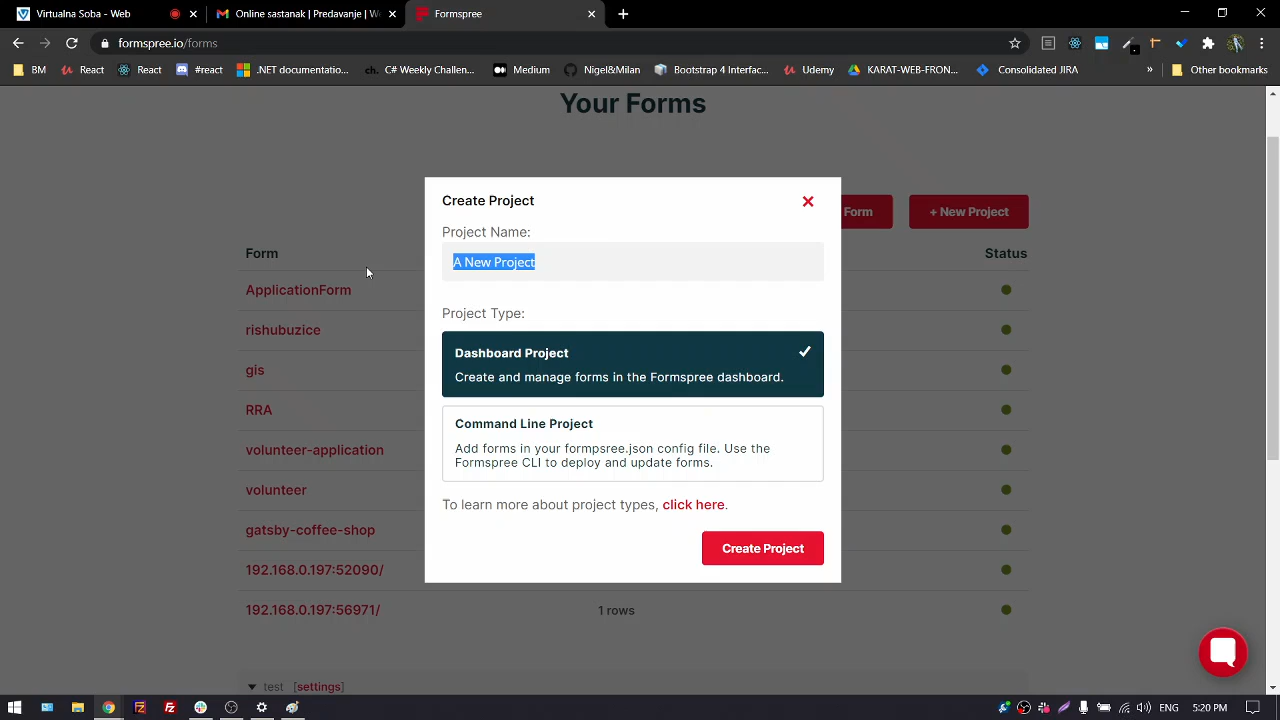 Virtualna Soba - Web
Online sastanak | Predavanje | W
Formspree
formspree.io/forms
BM
React
React
#react
.NET documentatio...
ch. C# Weekly Challen...
Medium
Nigel&Milan
Bootstrap 4 Interfac...
Udemy
KARAT-WEB-FRON...
Consolidated JIRA
»
Other bookmarks
Your Forms
Form
+ New Project
Form
Status
ApplicationForm
rishubuzice
gis
RRA
volunteer-application
volunteer
gatsby-coffee-shop
192.168.0.197:52090/
192.168.0.197:56971/
1 rows
test [settings]
Create Project
Project Name:
A New Project
Project Type:
Dashboard Project
Create and manage forms in the Formspree dashboard.
Command Line Project
Add forms in your formpsree.json config file. Use the
Formspree CLI to deploy and update forms.
To learn more about project types, click here.
Create Project
ENG
5:20 PM